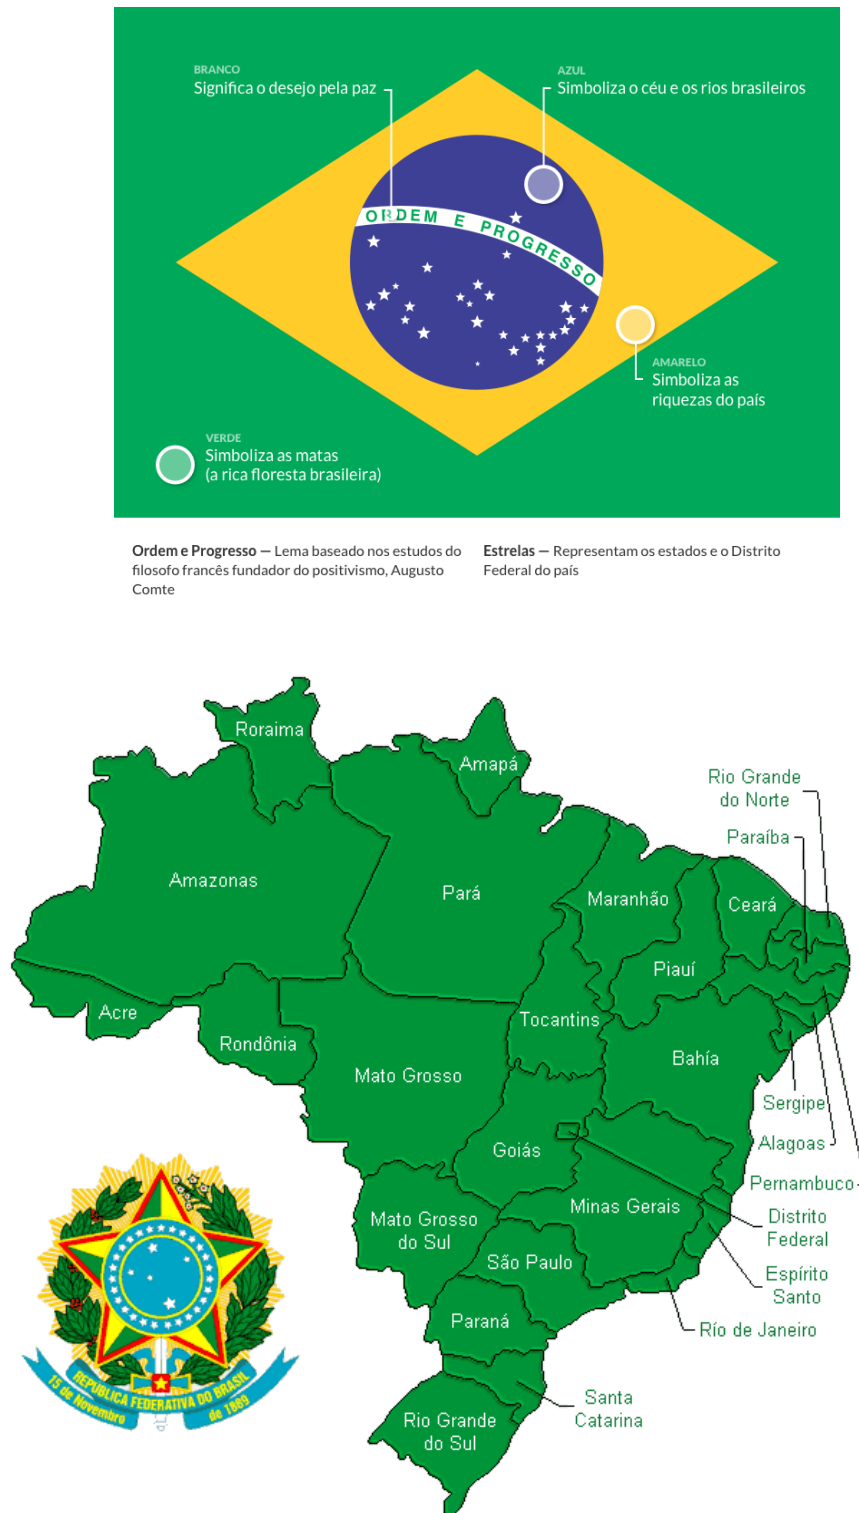 BRANCO
Significa o desejo pela paz
AZUL
Simboliza o céu e os rios brasileiros
ORDEM E PROGRESSO
AMARELO
Simboliza as
riquezas do país
VERDE
Simboliza as matas
(a rica floresta brasileira)
Ordem e Progresso — Lema baseado nos estudos do
filosofo francês fundador do positivismo, Augusto
Comte
Estrelas — Representam os estados e o Distrito
Federal do país
Roraima
Amapá
Rio Grande
do Norte
Paraíba
Amazonas
Pará
Maranhão
Ceará
Piauí
Acre
Rondônia
Tocantins
Mato Grosso
Bahía
Sergipe
Alagoas
Pernambuco
Goiás
Minas Gerais
Distrito
Federal
Mato Grosso
do Sul
São Paulo
Espírito
Santo
Paraná
Río de Janeiro
Santa
Catarina
Rio Grande
do Sul
REPUBLICA FEDERATIVA DO BRASIL
15 de Novembro
de 1889